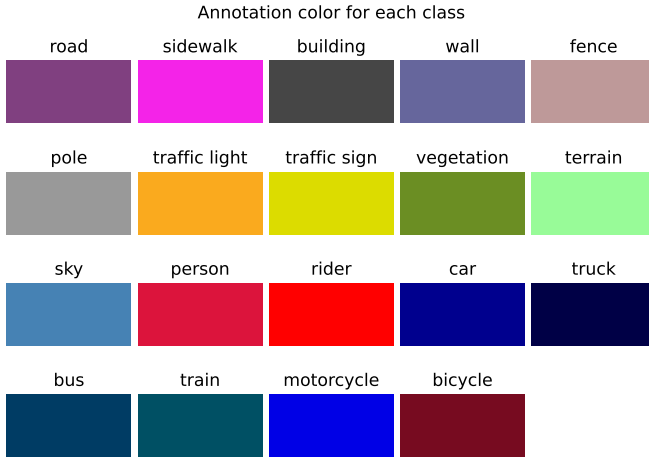 Annotation color for each class
road sidewalk building wall fence
pole traffic light traffic sign vegetation terrain
sky person rider car truck
bus train motorcycle bicycle